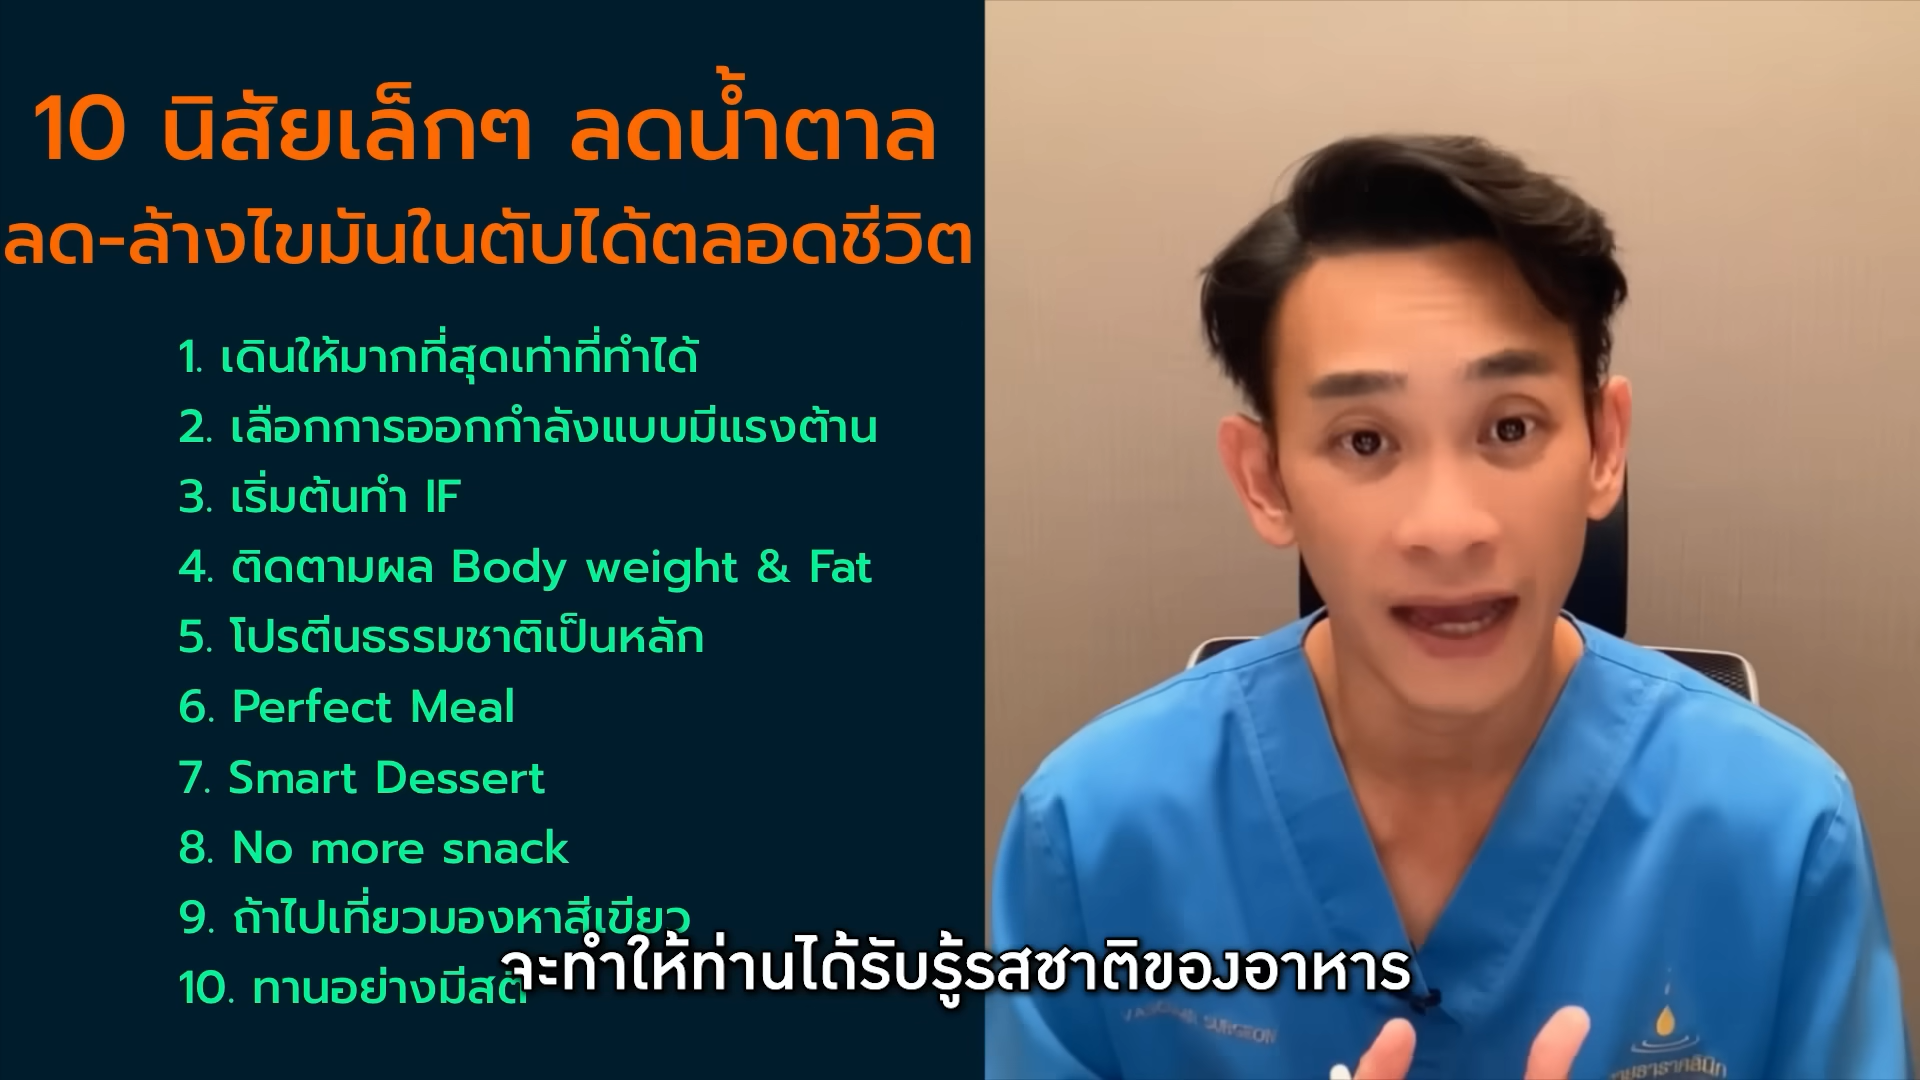 10 นิสัยเล็กๆ ลดน้ำตาล
ลด-ล้างไขมันในตับได้ตลอดชีวิต
1. เดินให้มากที่สุดเท่าที่ทำได้
2. เลือกการออกกำลังแบบมีแรงต้าน
3. เริ่มต้นทำ IF
4. ติดตามผล Body weight & Fat
5. โปรตีนธรรมชาติเป็นหลัก
6. Perfect Meal
7. Smart Dessert
8. No more snack
9. ถ้าไปเที่ยวมองหาสีเขียว
10. ทานอย่างมีสติ
จะทำให้ท่านได้รับรู้รสชาติของอาหาร
SURGEON